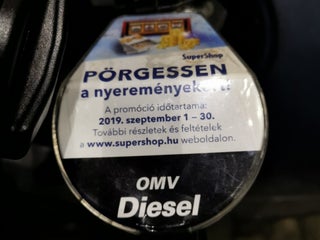 SuperShop
PÖRGESSEN
a nyereményekért!
A promóció időtartama:
2019. szeptember 1 – 30.
További részletek és feltételek
a www.supershop.hu weboldalon.
OMV
Diesel